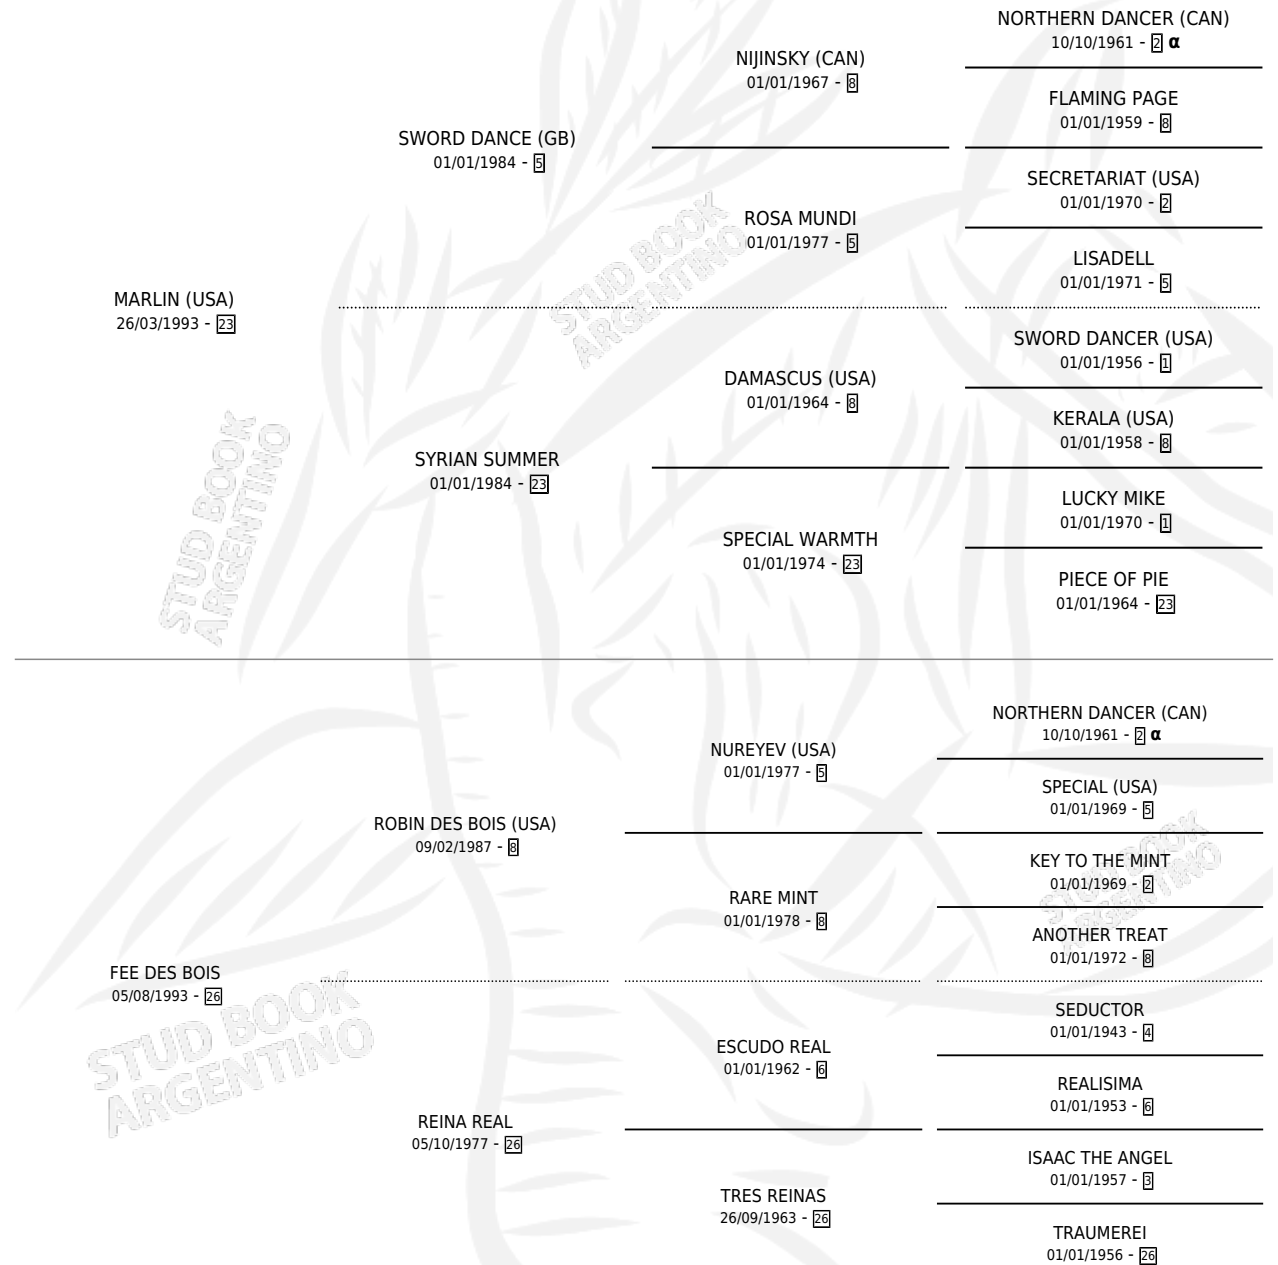 NORTHERN DANCER (CAN)
10/10/1961 - 2 α
NIJINSKY (CAN)
01/01/1967 - 8
FLAMING PAGE
01/01/1959 - 8
SWORD DANCE (GB)
01/01/1984 - 5
SECRETARIAT (USA)
01/01/1970 - 2
ROSA MUNDI
01/01/1977 - 5
LISADELL
01/01/1971 - 5
MARLIN (USA)
26/03/1993 - 23
SWORD DANCER (USA)
01/01/1956 - 1
DAMASCUS (USA)
01/01/1964 - 8
KERALA (USA)
01/01/1958 - 8
SYRIAN SUMMER
01/01/1984 - 23
LUCKY MIKE
01/01/1970 - 1
SPECIAL WARMTH
01/01/1974 - 23
PIECE OF PIE
01/01/1964 - 23
NORTHERN DANCER (CAN)
10/10/1961 - 2 α
NUREYEV (USA)
01/01/1977 - 5
SPECIAL (USA)
01/01/1969 - 5
ROBIN DES BOIS (USA)
09/02/1987 - 8
KEY TO THE MINT
01/01/1969 - 2
RARE MINT
01/01/1978 - 8
ANOTHER TREAT
01/01/1972 - 8
FEE DES BOIS
05/08/1993 - 26
SEDUCTOR
01/01/1943 - 4
ESCUDO REAL
01/01/1962 - 6
REALISIMA
01/01/1953 - 6
REINA REAL
05/10/1977 - 26
ISAAC THE ANGEL
01/01/1957 - 3
TRES REINAS
26/09/1963 - 26
TRAUMEREI
01/01/1956 - 26
STUD BOOK
ARGENTINO
STUD BOOK
ARGENTINO
STUD BOOK
ARGENTINO
STUD BOOK
ARGENTINO